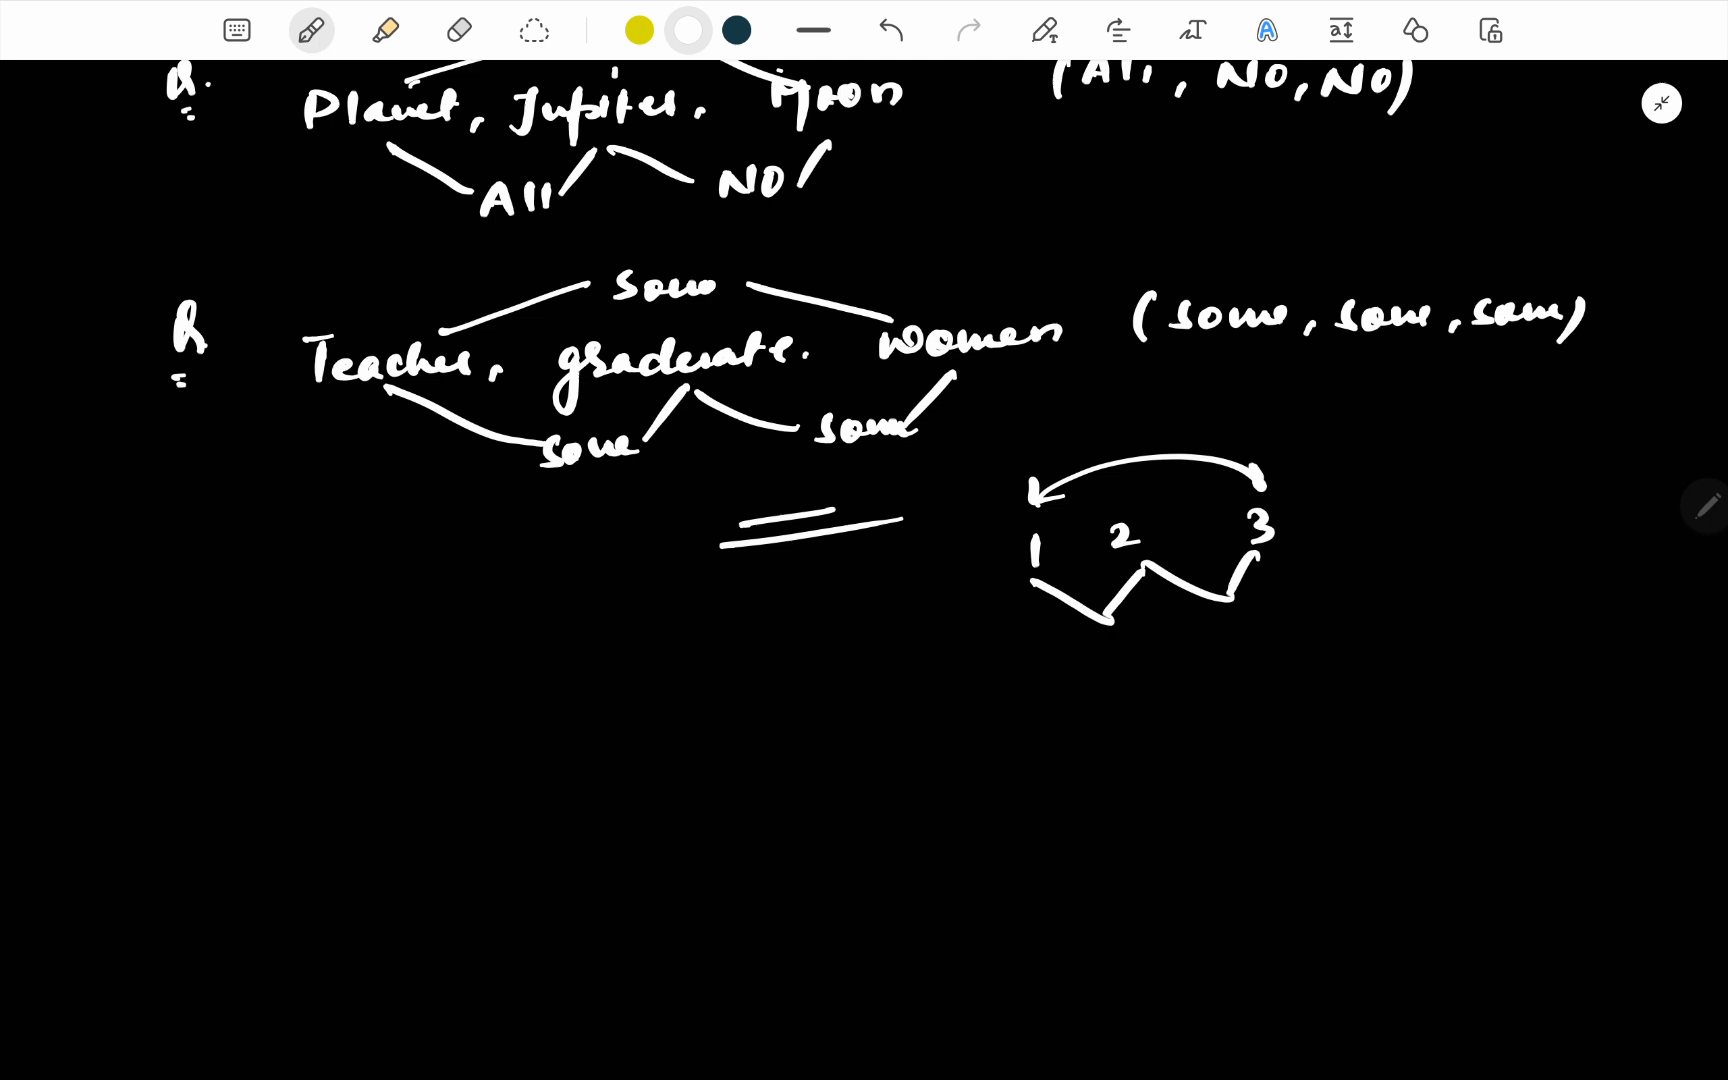 Q. Planet, Jupiter, Moon (All, No, No)
All No
some
Q Teacher, graduate. women (some, some, some)
some some
1 2 3